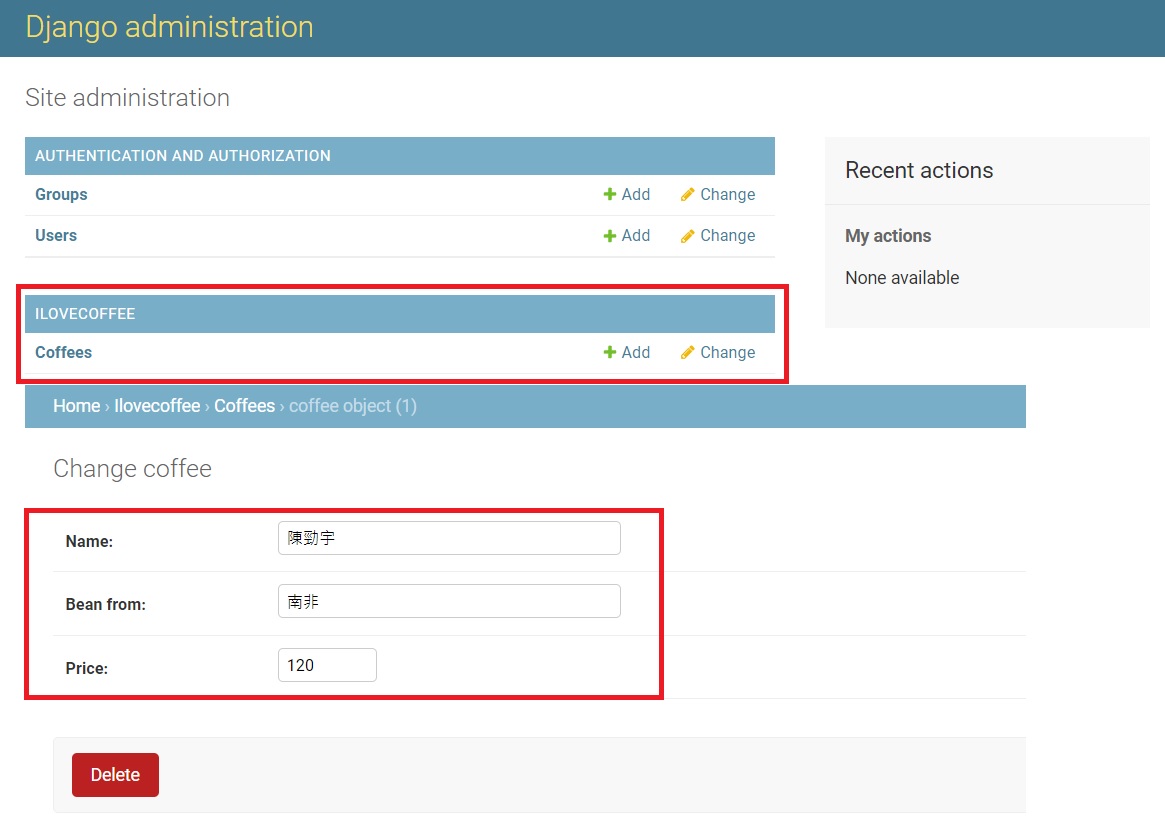 Django administration
Site administration
AUTHENTICATION AND AUTHORIZATION
Groups Add Change
Users Add Change
Recent actions
My actions
None available
ILOVECOFFEE
Coffees Add Change
Home › Ilovecoffee › Coffees › coffee object (1)
Change coffee
Name: 陳勁宇
Bean from: 南非
Price: 120
Delete